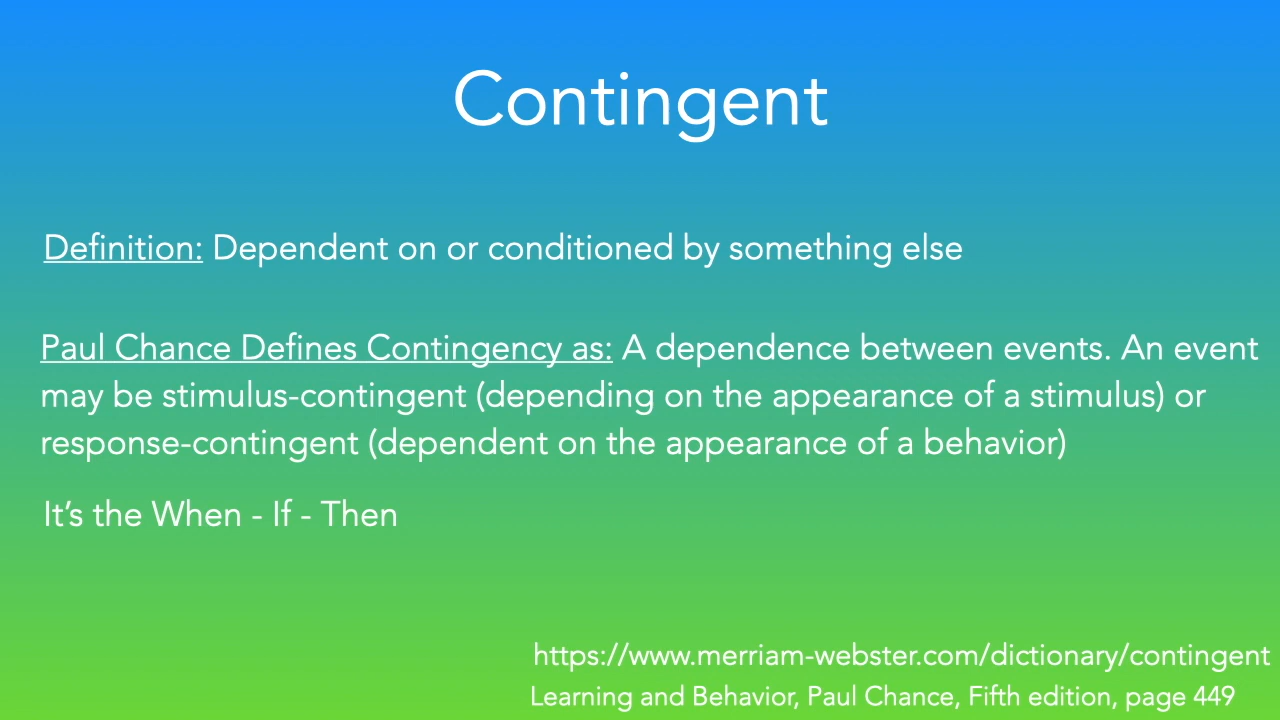 Contingent
Definition: Dependent on or conditioned by something else
Paul Chance Defines Contingency as: A dependence between events. An event
may be stimulus-contingent (depending on the appearance of a stimulus) or
response-contingent (dependent on the appearance of a behavior)
It’s the When - If - Then
https://www.merriam-webster.com/dictionary/contingent
Learning and Behavior, Paul Chance, Fifth edition, page 449